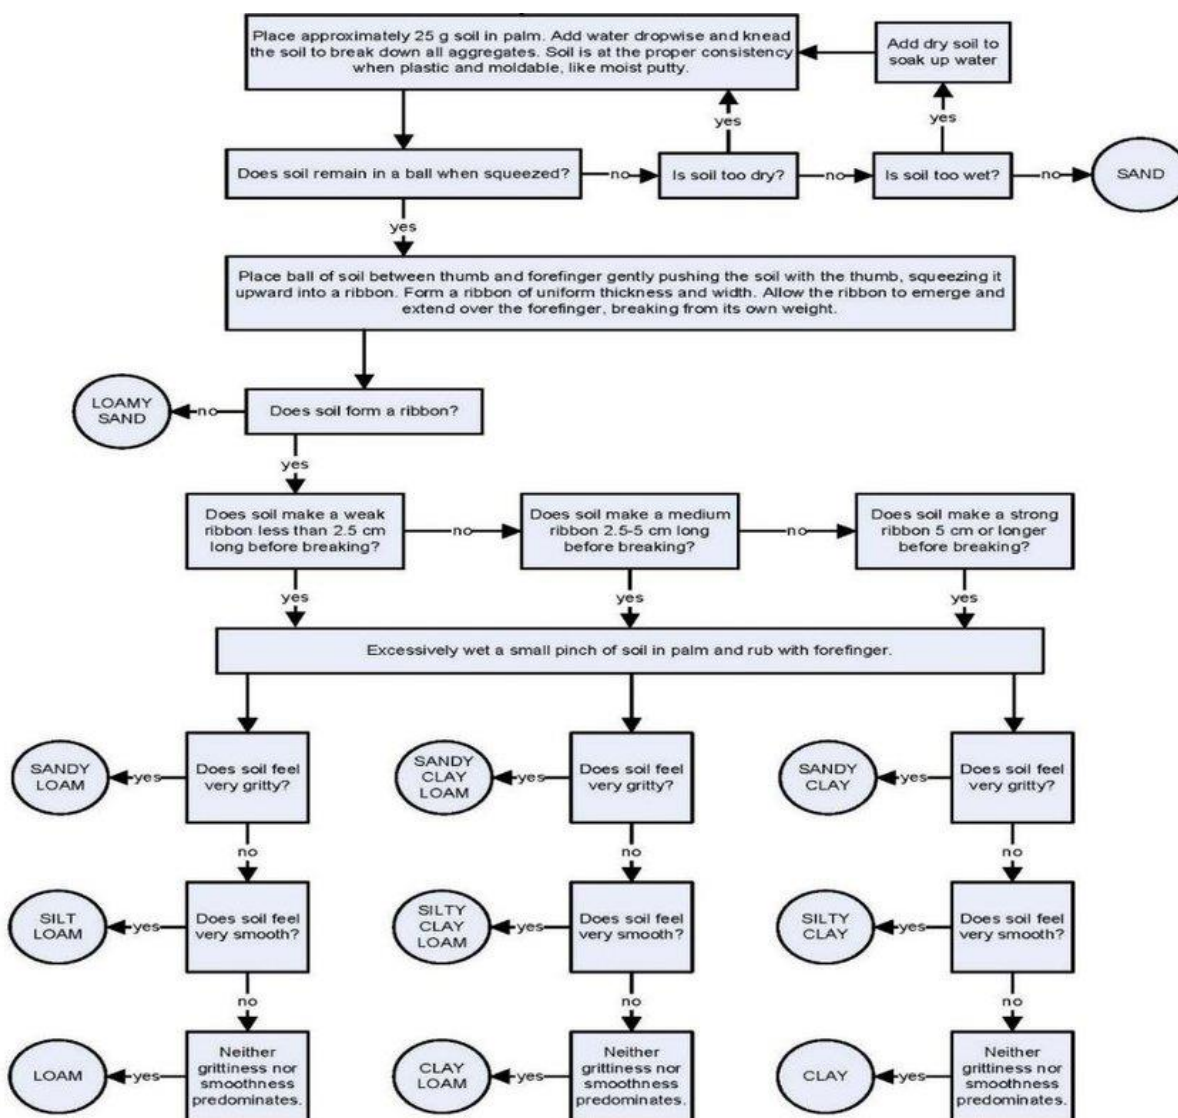 Place approximately 25 g soil in palm. Add water dropwise and knead
the soil to break down all aggregates. Soil is at the proper consistency
when plastic and moldable, like moist putty.
Add dry soil to
soak up water
yes
yes
Does soil remain in a ball when squeezed?
no
Is soil too dry?
no
Is soil too wet?
no
SAND
yes
Place ball of soil between thumb and forefinger gently pushing the soil with the thumb, squeezing it
upward into a ribbon. Form a ribbon of uniform thickness and width. Allow the ribbon to emerge and
extend over the forefinger, breaking from its own weight.
LOAMY
SAND
no
Does soil form a ribbon?
yes
Does soil make a weak
ribbon less than 2.5 cm
long before breaking?
no
Does soil make a medium
ribbon 2.5-5 cm long
before breaking?
no
Does soil make a strong
ribbon 5 cm or longer
before breaking?
yes
yes
yes
Excessively wet a small pinch of soil in palm and rub with forefinger.
SANDY
LOAM
yes
Does soil feel
very gritty?
SANDY
CLAY
LOAM
yes
Does soil feel
very gritty?
SANDY
CLAY
yes
Does soil feel
very gritty?
no
no
no
SILT
LOAM
yes
Does soil feel
very smooth?
SILTY
CLAY
LOAM
yes
Does soil feel
very smooth?
SILTY
CLAY
yes
Does soil feel
very smooth?
no
no
no
LOAM
yes
Neither
grittiness nor
smoothness
predominates.
CLAY
LOAM
yes
Neither
grittiness nor
smoothness
predominates.
CLAY
yes
Neither
grittiness nor
smoothness
predominates.